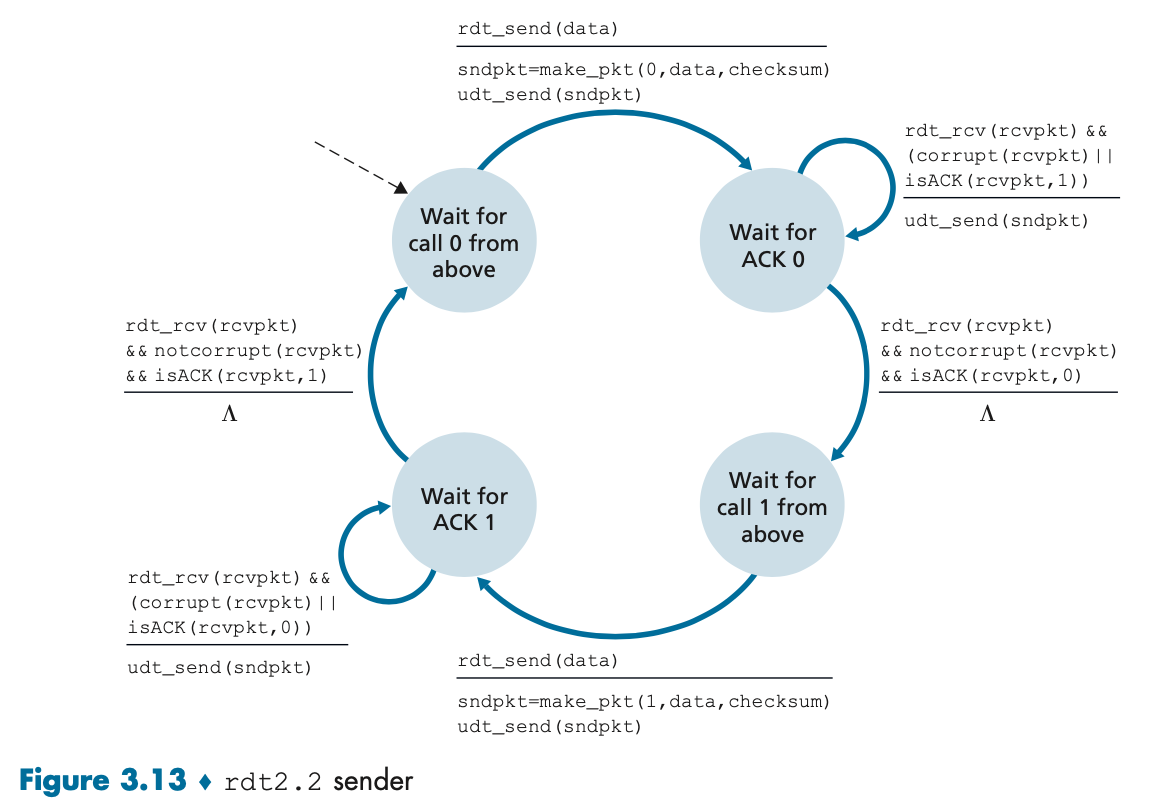 rdt_send(data)
sndpkt=make_pkt(0,data,checksum)
udt_send(sndpkt)
rdt_rcv(rcvpkt) &&
(corrupt(rcvpkt)||
isACK(rcvpkt,1))
udt_send(sndpkt)
Wait for
call 0 from
above
Wait for
ACK 0
rdt_rcv(rcvpkt)
&& notcorrupt(rcvpkt)
&& isACK(rcvpkt,1)
Λ
rdt_rcv(rcvpkt)
&& notcorrupt(rcvpkt)
&& isACK(rcvpkt,0)
Λ
Wait for
ACK 1
Wait for
call 1 from
above
rdt_rcv(rcvpkt) &&
(corrupt(rcvpkt)||
isACK(rcvpkt,0))
udt_send(sndpkt)
rdt_send(data)
sndpkt=make_pkt(1,data,checksum)
udt_send(sndpkt)
Figure 3.13 ♦ rdt2.2 sender